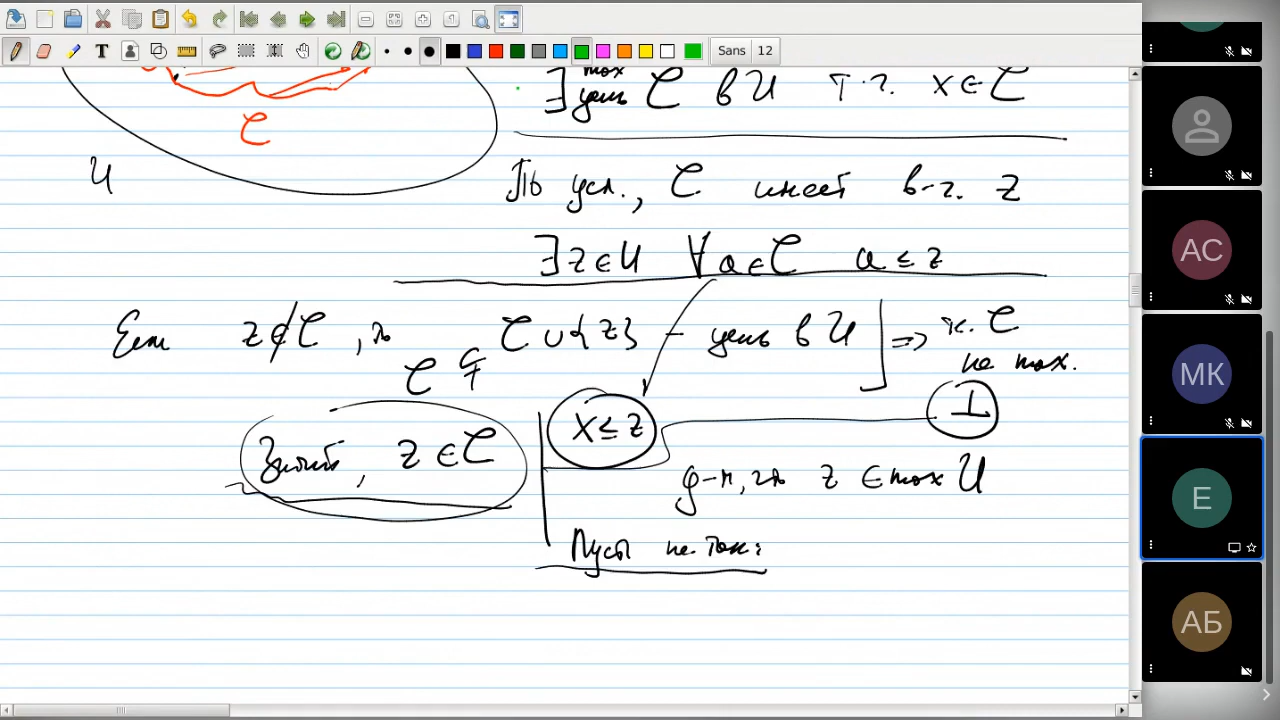 Sans 12
∃ max цепь C в U т.ч. x ∈ C
C
U
По усл., C имеет в.г. z
∃ z ∈ U ∀ a ∈ C a ≤ z
Если z ∉ C, то C ∪ {z} – цепь в U ⇒ т.к. C не max.
C ⊊
⊥
x ≤ z
Значит, z ∈ C
д-м, что z ∈ max U
Пусть не так:
АС
МК
Е
АБ